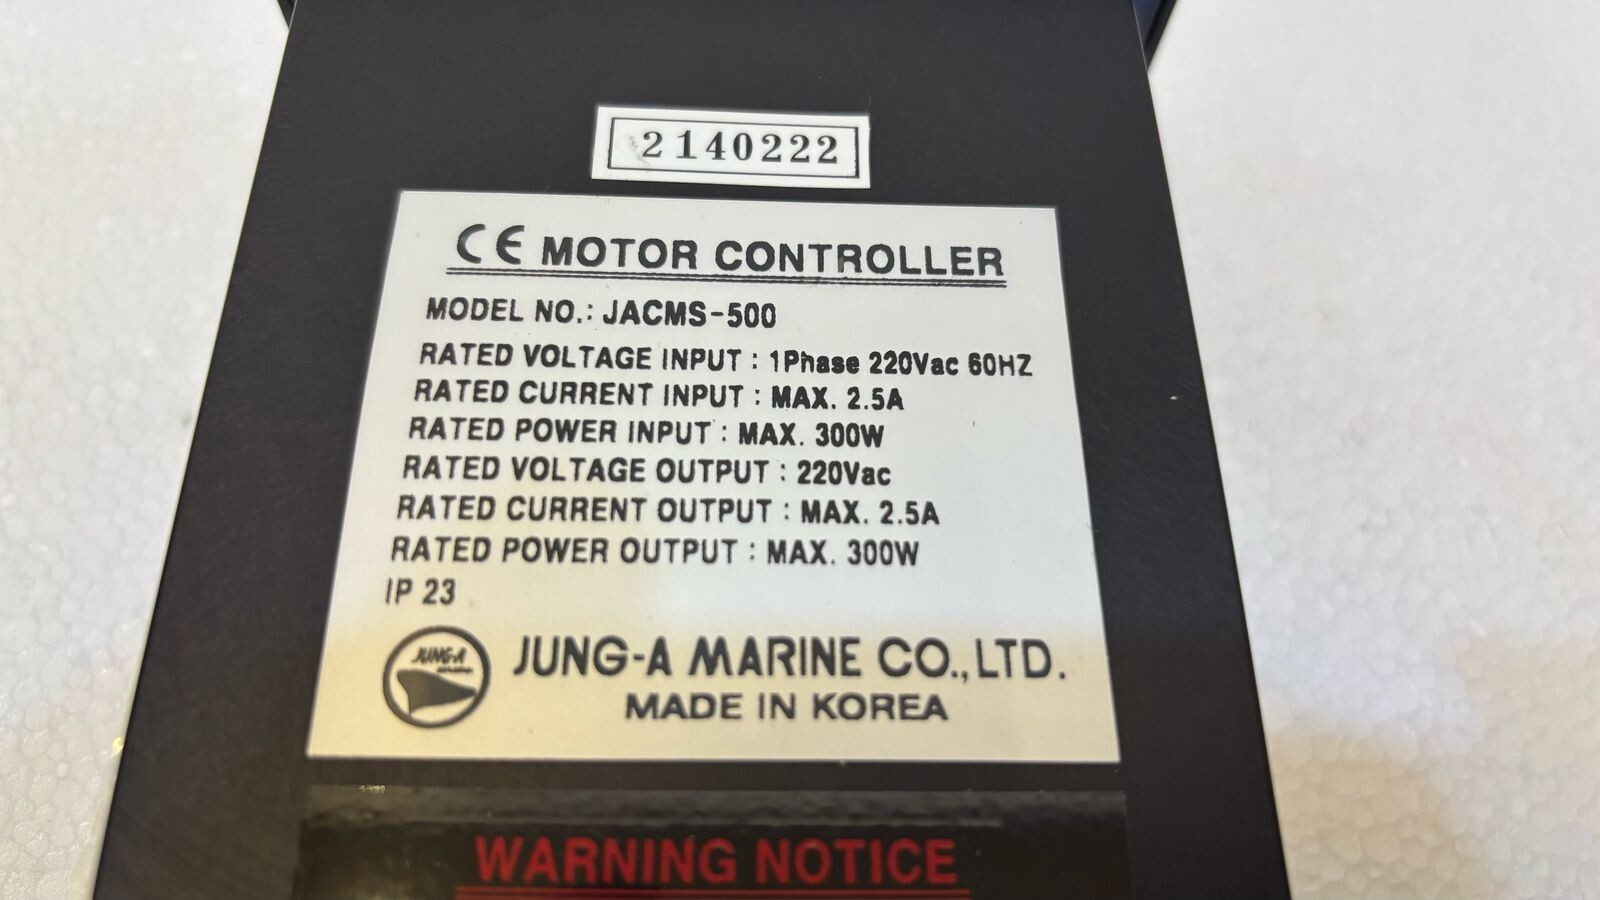 2140222
CE MOTOR CONTROLLER
MODEL NO.: JACMS-500
RATED VOLTAGE INPUT : 1Phase 220Vac 60HZ
RATED CURRENT INPUT : MAX. 2.5A
RATED POWER INPUT : MAX. 300W
RATED VOLTAGE OUTPUT : 220Vac
RATED CURRENT OUTPUT : MAX. 2.5A
RATED POWER OUTPUT : MAX. 300W
IP 23
JUNG-A
JUNG-A MARINE CO., LTD.
MADE IN KOREA
WARNING NOTICE